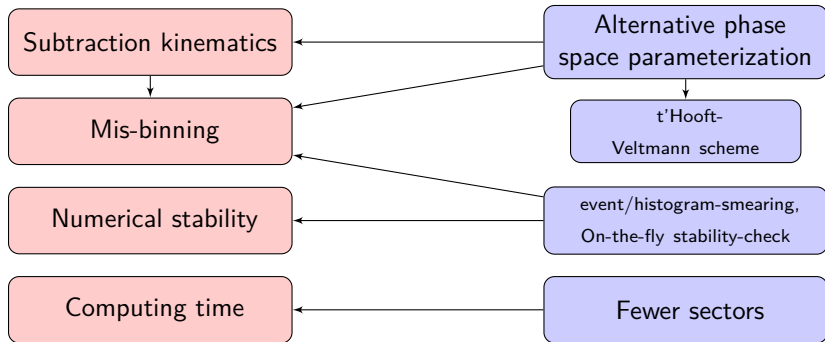 Subtraction kinematics
Alternative phase
space parameterization
Mis-binning
t'Hooft-
Veltmann scheme
Numerical stability
event/histogram-smearing,
On-the-fly stability-check
Computing time
Fewer sectors